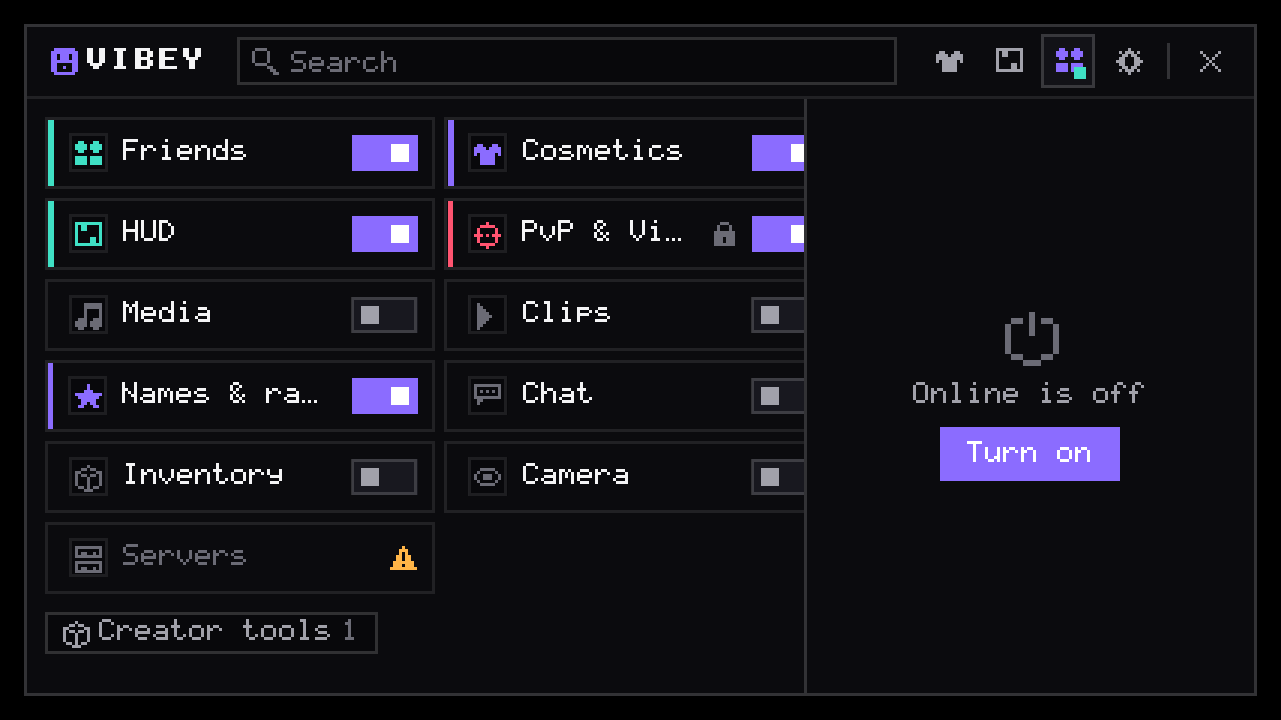 VIBEY
Search
Friends
Cosmetics
HUD
PvP & Vi...
Media
Clips
Names & ra...
Chat
Inventory
Camera
Servers
Creator tools 1
Online is off
Turn on